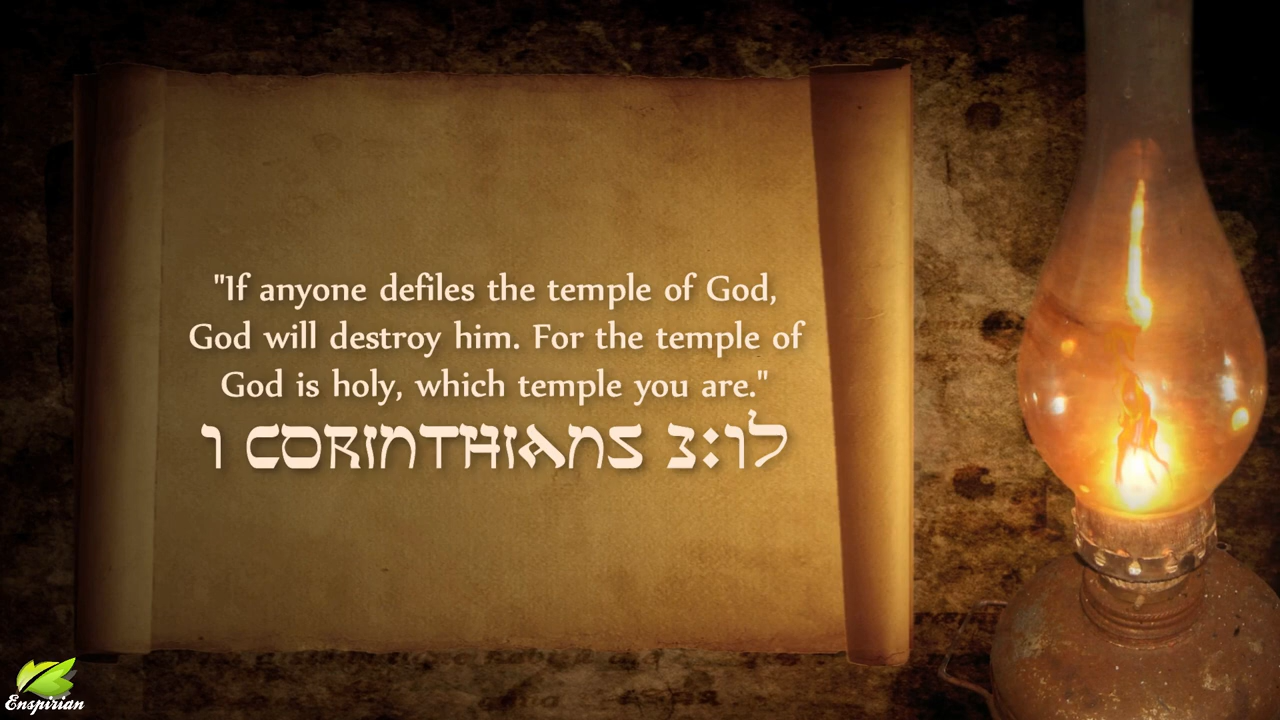 "If anyone defiles the temple of God,
God will destroy him. For the temple of
God is holy, which temple you are."
1 CORINTHIANS 3:17
Enspirian